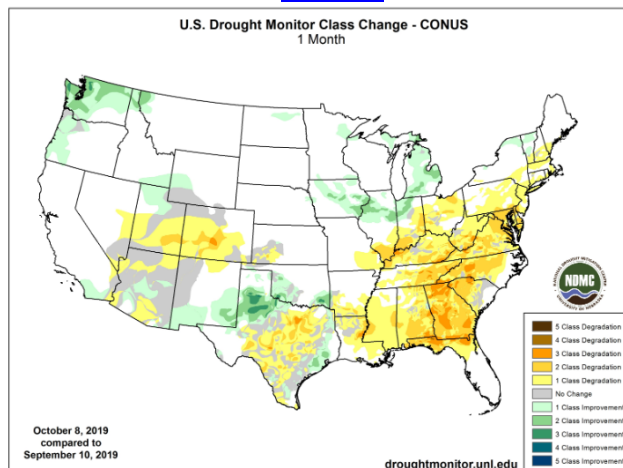 U.S. Drought Monitor Class Change - CONUS
1 Month
NDMC
5 Class Degradation
4 Class Degradation
3 Class Degradation
2 Class Degradation
1 Class Degradation
No Change
1 Class Improvement
2 Class Improvement
3 Class Improvement
4 Class Improvement
5 Class Improvement
October 8, 2019
compared to
September 10, 2019
droughtmonitor.unl.edu